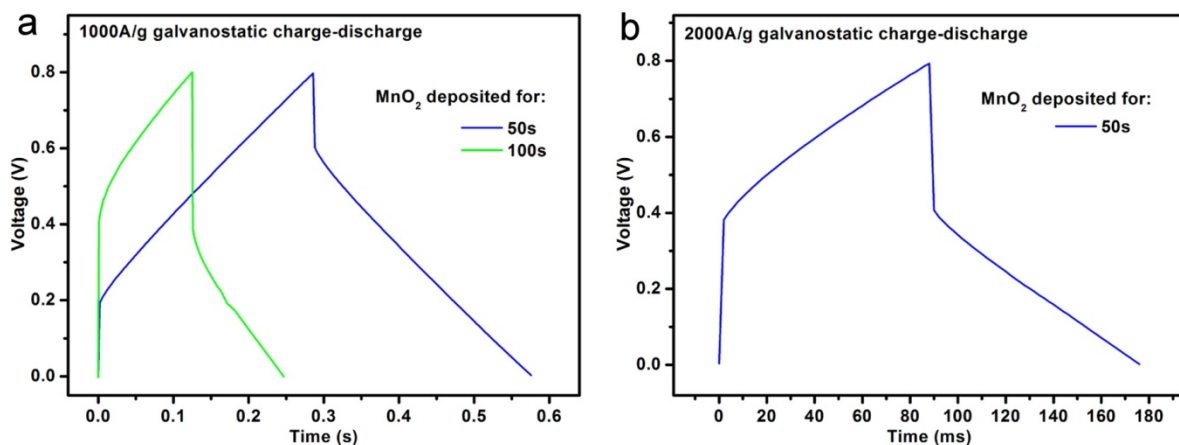 a
1000A/g galvanostatic charge-discharge
MnO₂ deposited for:
50s
100s
Voltage (V)
0.8
0.6
0.4
0.2
0.0
0.0 0.1 0.2 0.3 0.4 0.5 0.6
Time (s)
b
2000A/g galvanostatic charge-discharge
MnO₂ deposited for:
50s
Voltage (V)
0.8
0.6
0.4
0.2
0.0
0 20 40 60 80 100 120 140 160 180
Time (ms)